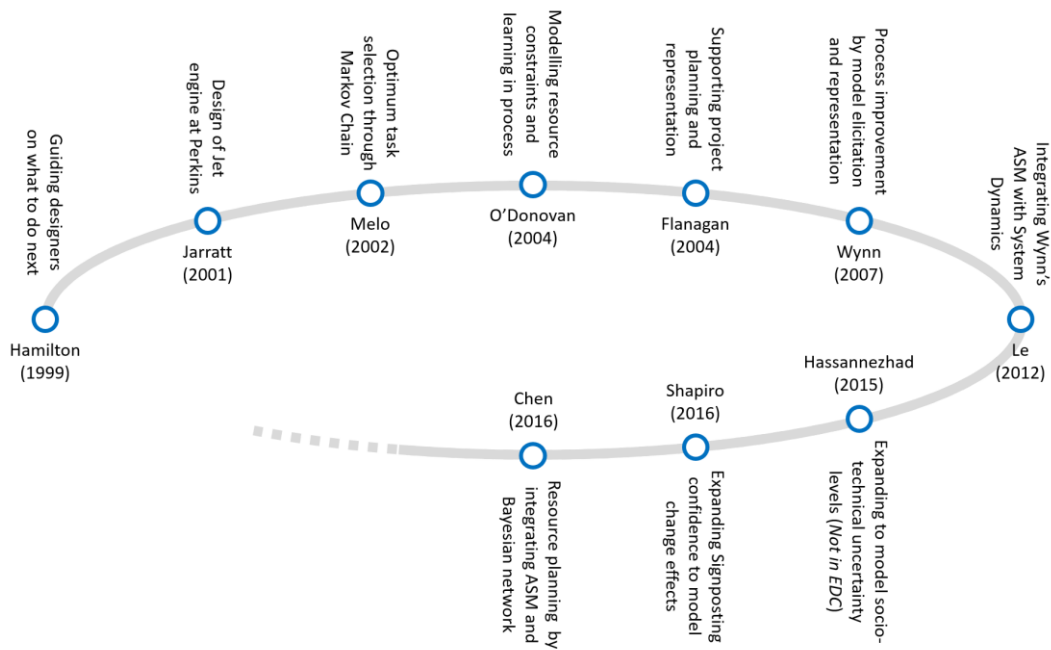 Guiding designers
on what to do next
Hamilton
(1999)
Design of Jet
engine at Perkins
Jarratt
(2001)
Optimum task
selection through
Markov Chain
Melo
(2002)
Modelling resource
constraints and
learning in process
O’Donovan
(2004)
Supporting project
planning and
representation
Flanagan
(2004)
Process improvement
by model elicitation
and representation
Wynn
(2007)
Integrating Wynn’s
ASM with System
Dynamics
Le
(2012)
Hassannezhad
(2015)
Expanding to model socio-
technical uncertainty
levels (Not in EDC)
Shapiro
(2016)
Expanding Signposting
confidence to model
change effects
Chen
(2016)
Resource planning by
integrating ASM and
Bayesian network